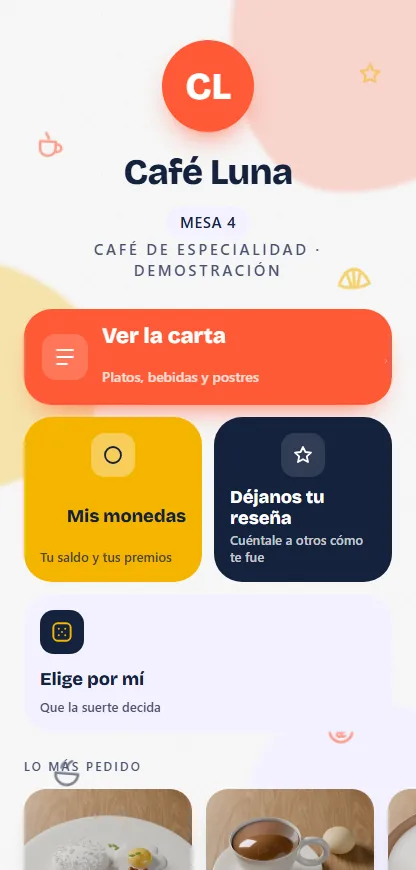 CL
Café Luna
MESA 4
CAFÉ DE ESPECIALIDAD ·
DEMOSTRACIÓN
Ver la carta
Platos, bebidas y postres
Mis monedas
Tu saldo y tus premios
Déjanos tu
reseña
Cuéntale a otros cómo
te fue
Elige por mí
Que la suerte decida
LO MÁS PEDIDO